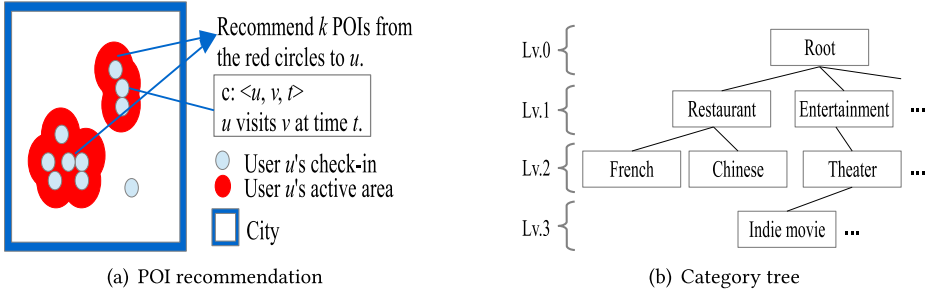 Recommend k POIs from
the red circles to u.
c: <u, v, t>
u visits v at time t.
User u's check-in
User u's active area
City
(a) POI recommendation
Lv.0
Root
Lv.1
Restaurant
Entertainment
...
Lv.2
French
Chinese
Theater
...
Lv.3
Indie movie
...
(b) Category tree